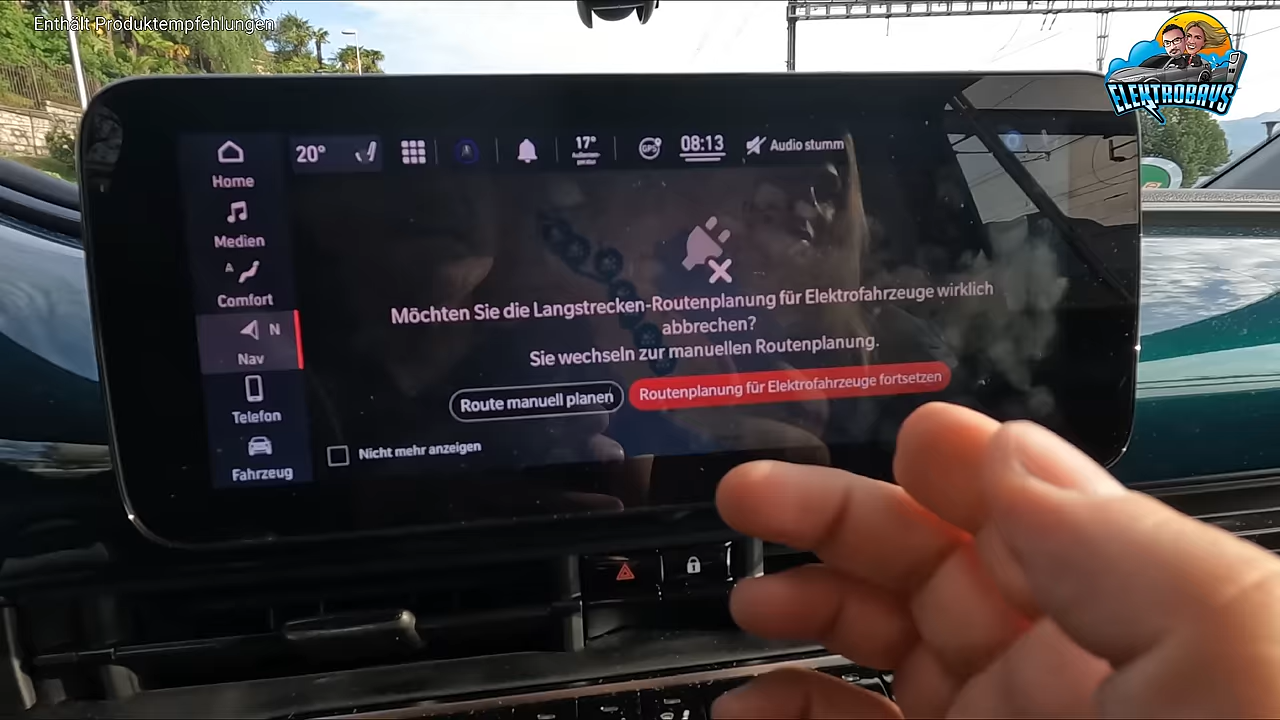 Enthält Produktempfehlungen
ELEKTROBAYS
20°
17°
GPS
08:13
Audio stumm
Home
Medien
A
Comfort
N
Nav
Telefon
Fahrzeug
Möchten Sie die Langstrecken-Routenplanung für Elektrofahrzeuge wirklich
abbrechen?
Sie wechseln zur manuellen Routenplanung.
Route manuell planen
Routenplanung für Elektrofahrzeuge fortsetzen
Nicht mehr anzeigen